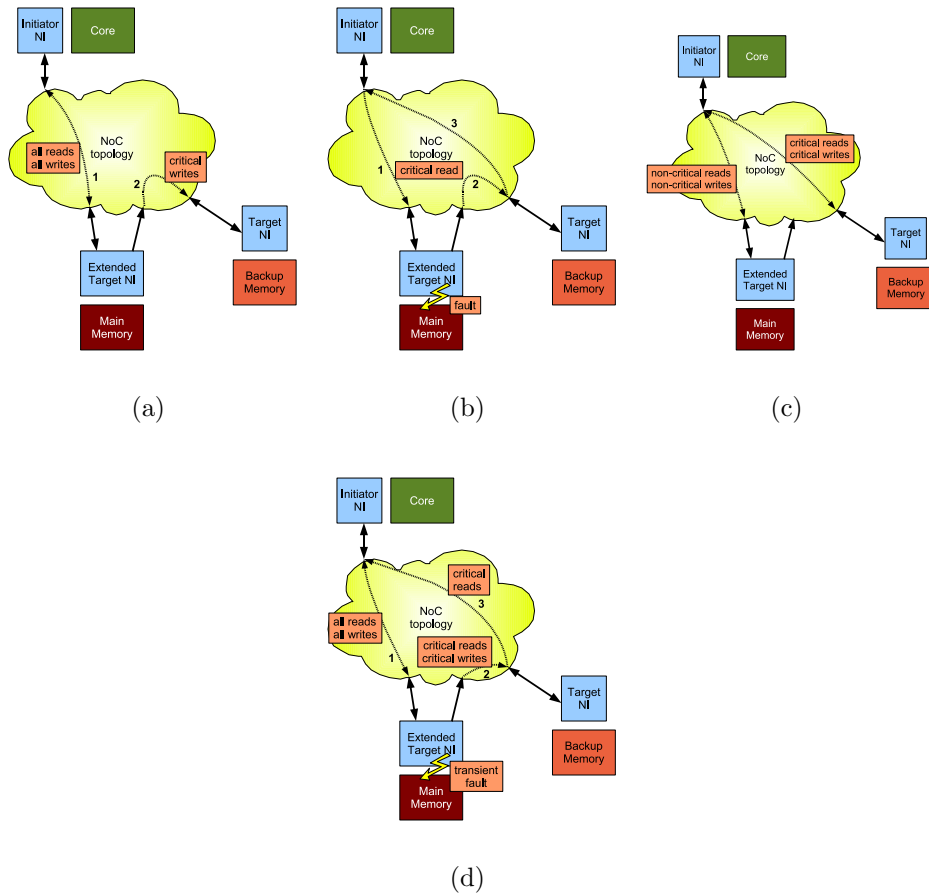 Initiator
NI
Core
NoC
topology
all reads
all writes
critical
writes
1
2
Target
NI
Extended
Target NI
Backup
Memory
Main
Memory
(a)
Initiator
NI
Core
3
NoC
topology
1
critical read
2
Target
NI
Extended
Target NI
Backup
Memory
fault
Main
Memory
(b)
Initiator
NI
Core
critical reads
critical writes
NoC
topology
non-critical reads
non-critical writes
Target
NI
Extended
Target NI
Backup
Memory
Main
Memory
(c)
Initiator
NI
Core
critical
reads
3
NoC
topology
all reads
all writes
critical reads
critical writes
1
2
Target
NI
Extended
Target NI
Backup
Memory
transient
fault
Main
Memory
(d)